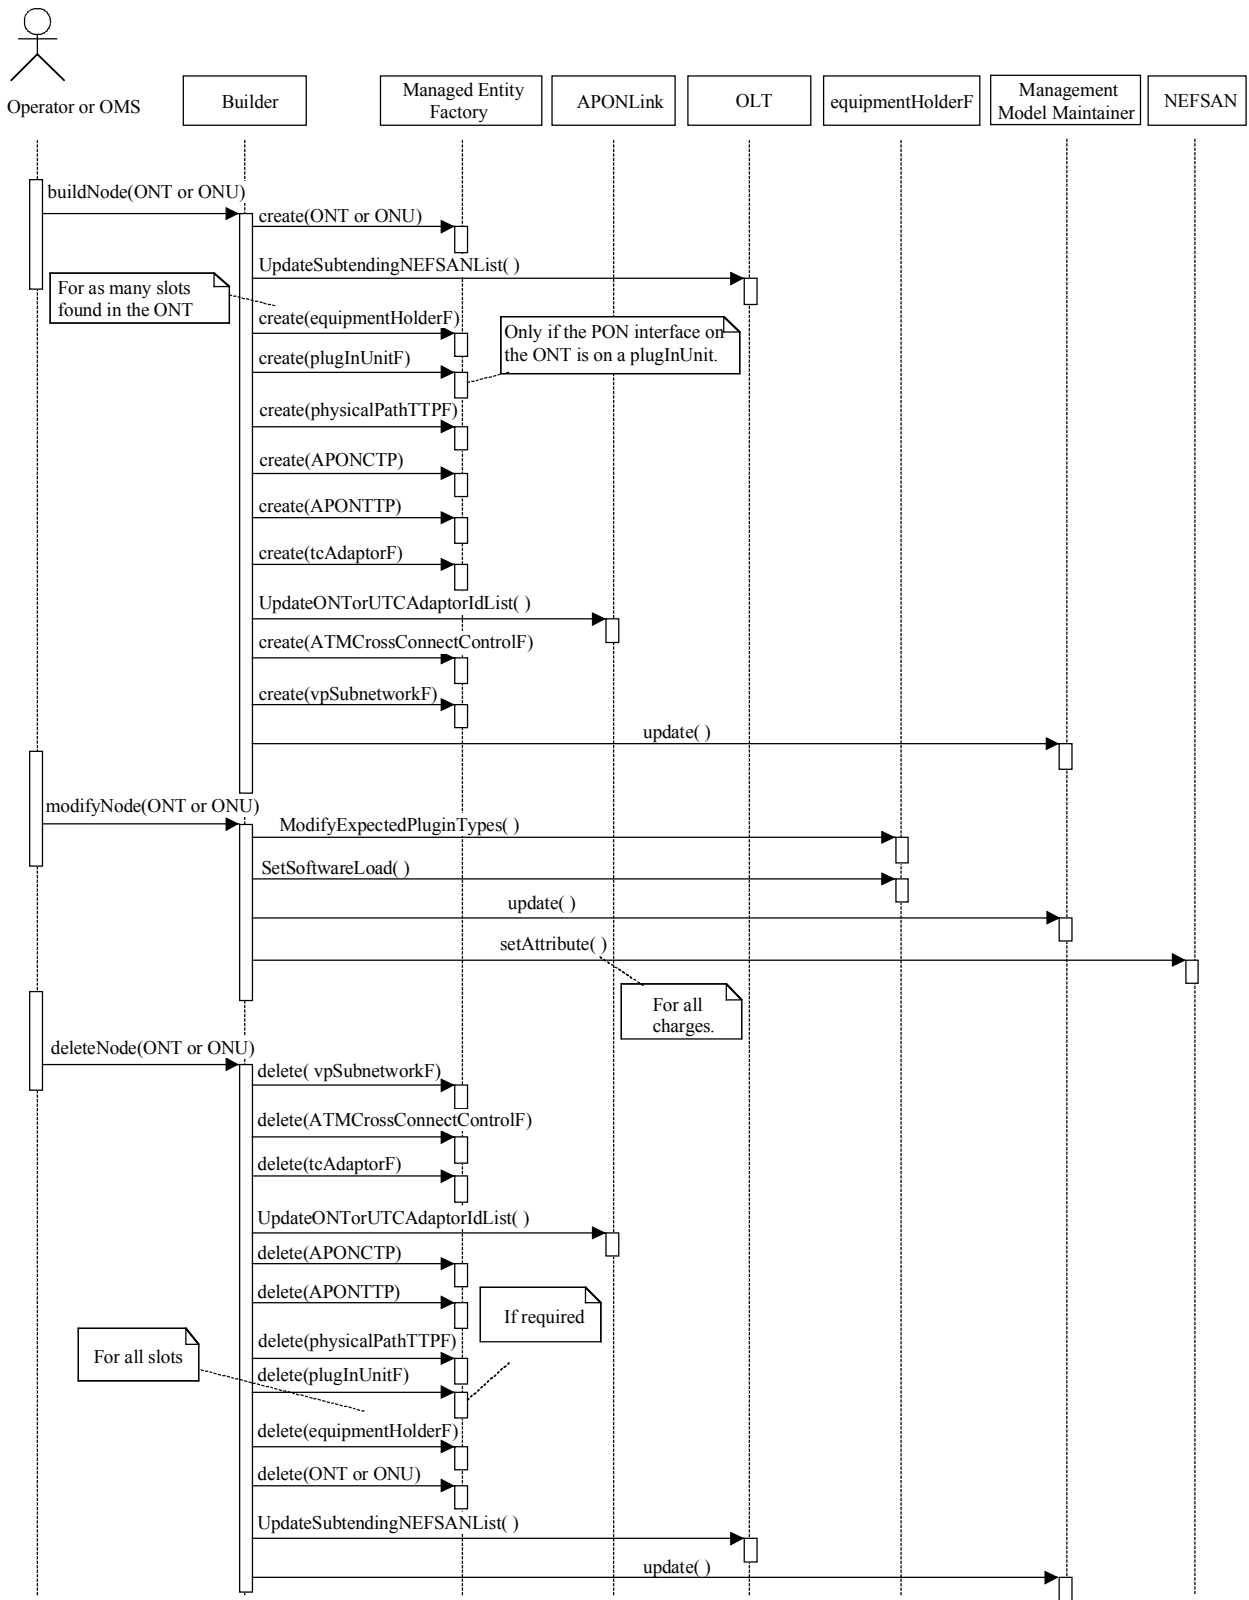 Operator or OMS
Builder
Managed Entity
Factory
APONLink
OLT
equipmentHolderF
Management
Model Maintainer
NEFSAN
buildNode(ONT or ONU)
create(ONT or ONU)
UpdateSubtendingNEFSANList( )
For as many slots
found in the ONT
create(equipmentHolderF)
Only if the PON interface on
the ONT is on a plugInUnit.
create(plugInUnitF)
create(physicalPathTTPF)
create(APONCTP)
create(APONTTP)
create(tcAdaptorF)
UpdateONTorUTCAdaptorIdList( )
create(ATMCrossConnectControlF)
create(vpSubnetworkF)
update( )
modifyNode(ONT or ONU)
ModifyExpectedPluginTypes( )
SetSoftwareLoad( )
update( )
setAttribute( )
For all
charges.
deleteNode(ONT or ONU)
delete( vpSubnetworkF)
delete(ATMCrossConnectControlF)
delete(tcAdaptorF)
UpdateONTorUTCAdaptorIdList( )
delete(APONCTP)
delete(APONTTP)
If required
delete(physicalPathTTPF)
For all slots
delete(plugInUnitF)
delete(equipmentHolderF)
delete(ONT or ONU)
UpdateSubtendingNEFSANList( )
update( )